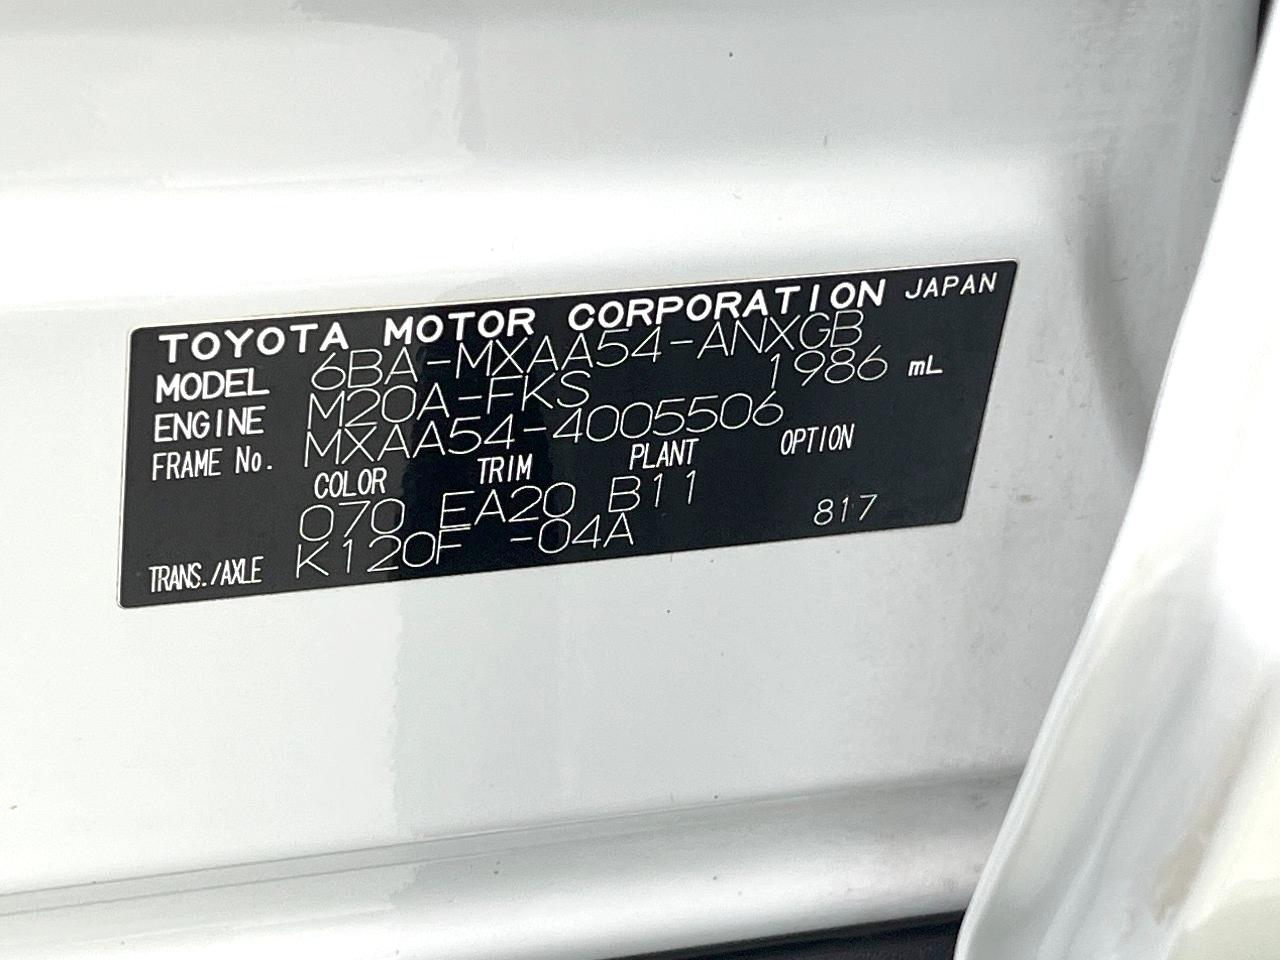 TOYOTA MOTOR CORPORATION JAPAN
MODEL 6BA-MXAA54-ANXGB
ENGINE M20A-FKS 1986 mL
FRAME No. MXAA54-4005506
COLOR TRIM PLANT OPTION
070 EA20 B11
TRANS./AXLE K120F -04A 817